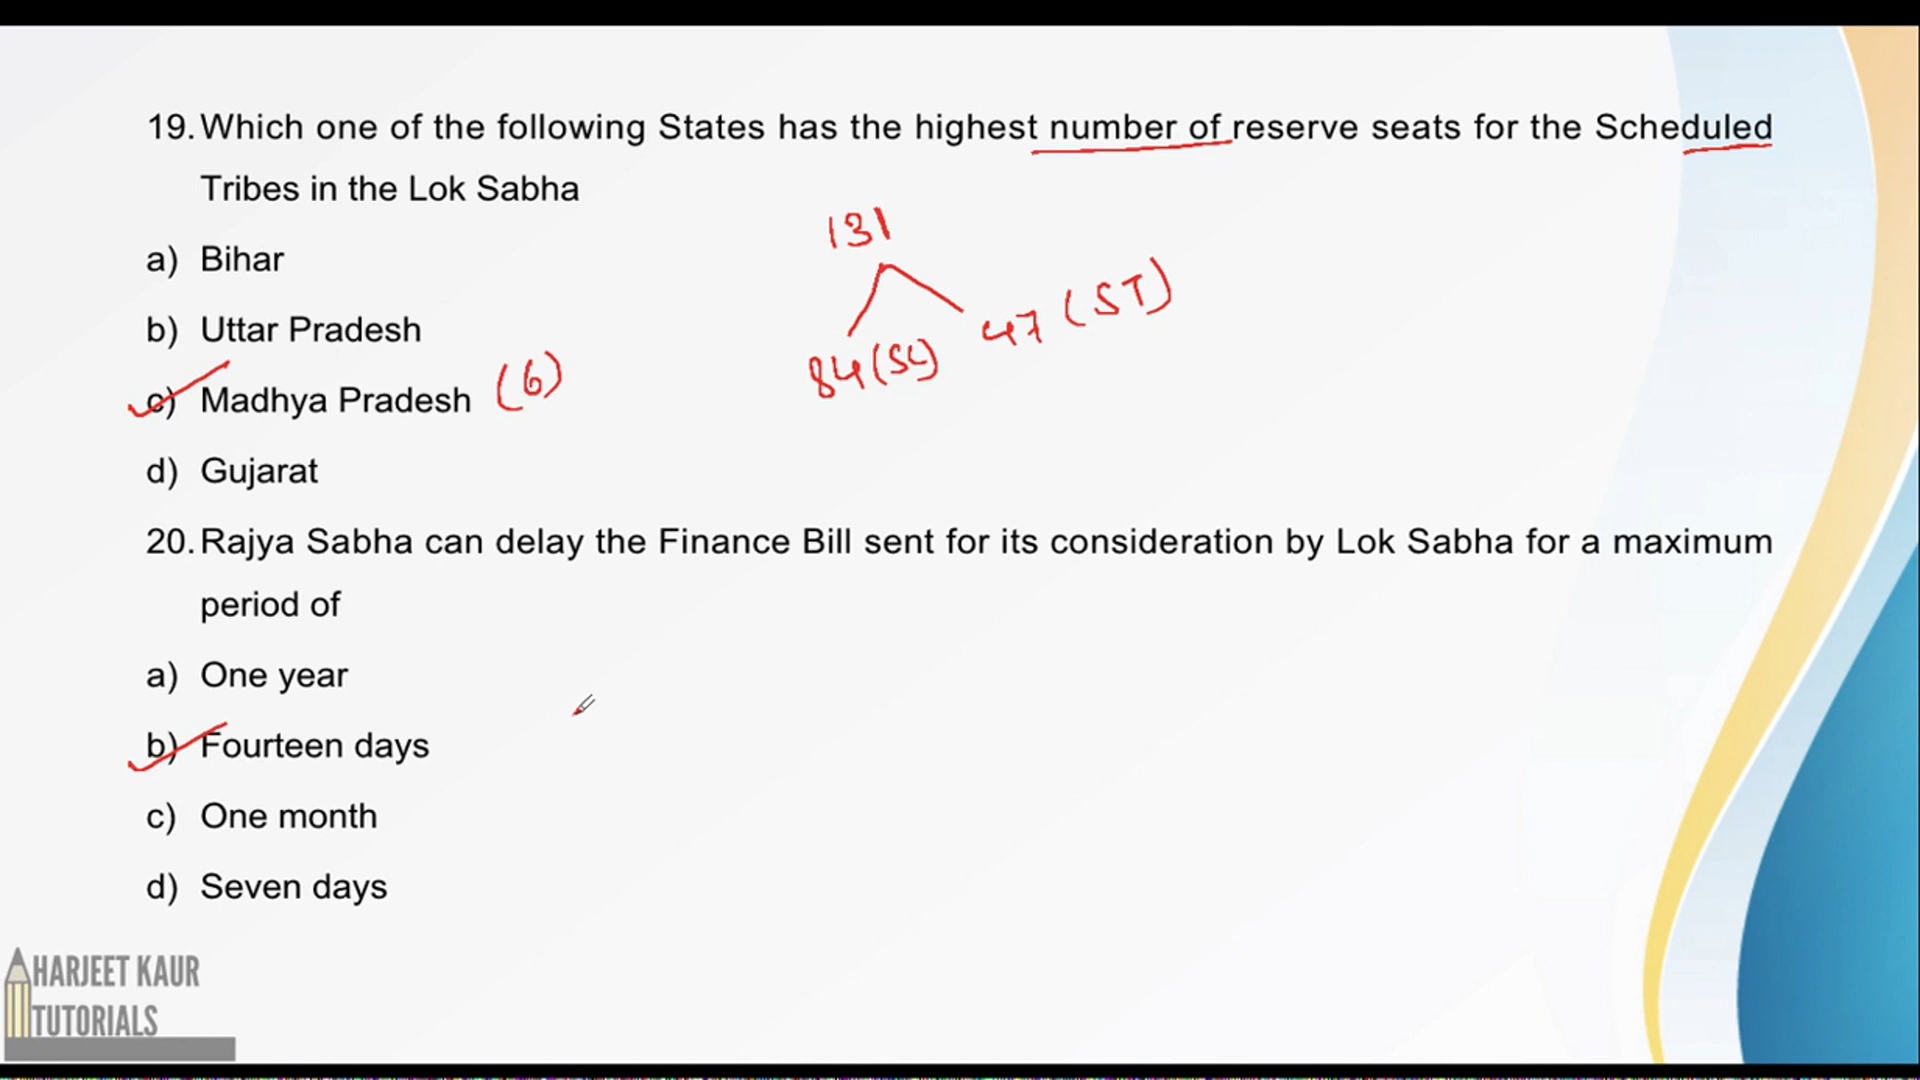 19. Which one of the following States has the highest number of reserve seats for the Scheduled
Tribes in the Lok Sabha
131
a) Bihar
47 (ST)
b) Uttar Pradesh
84 (SC)
c) Madhya Pradesh (6)
d) Gujarat
20. Rajya Sabha can delay the Finance Bill sent for its consideration by Lok Sabha for a maximum
period of
a) One year
b) Fourteen days
c) One month
d) Seven days
HARJEET KAUR
TUTORIALS